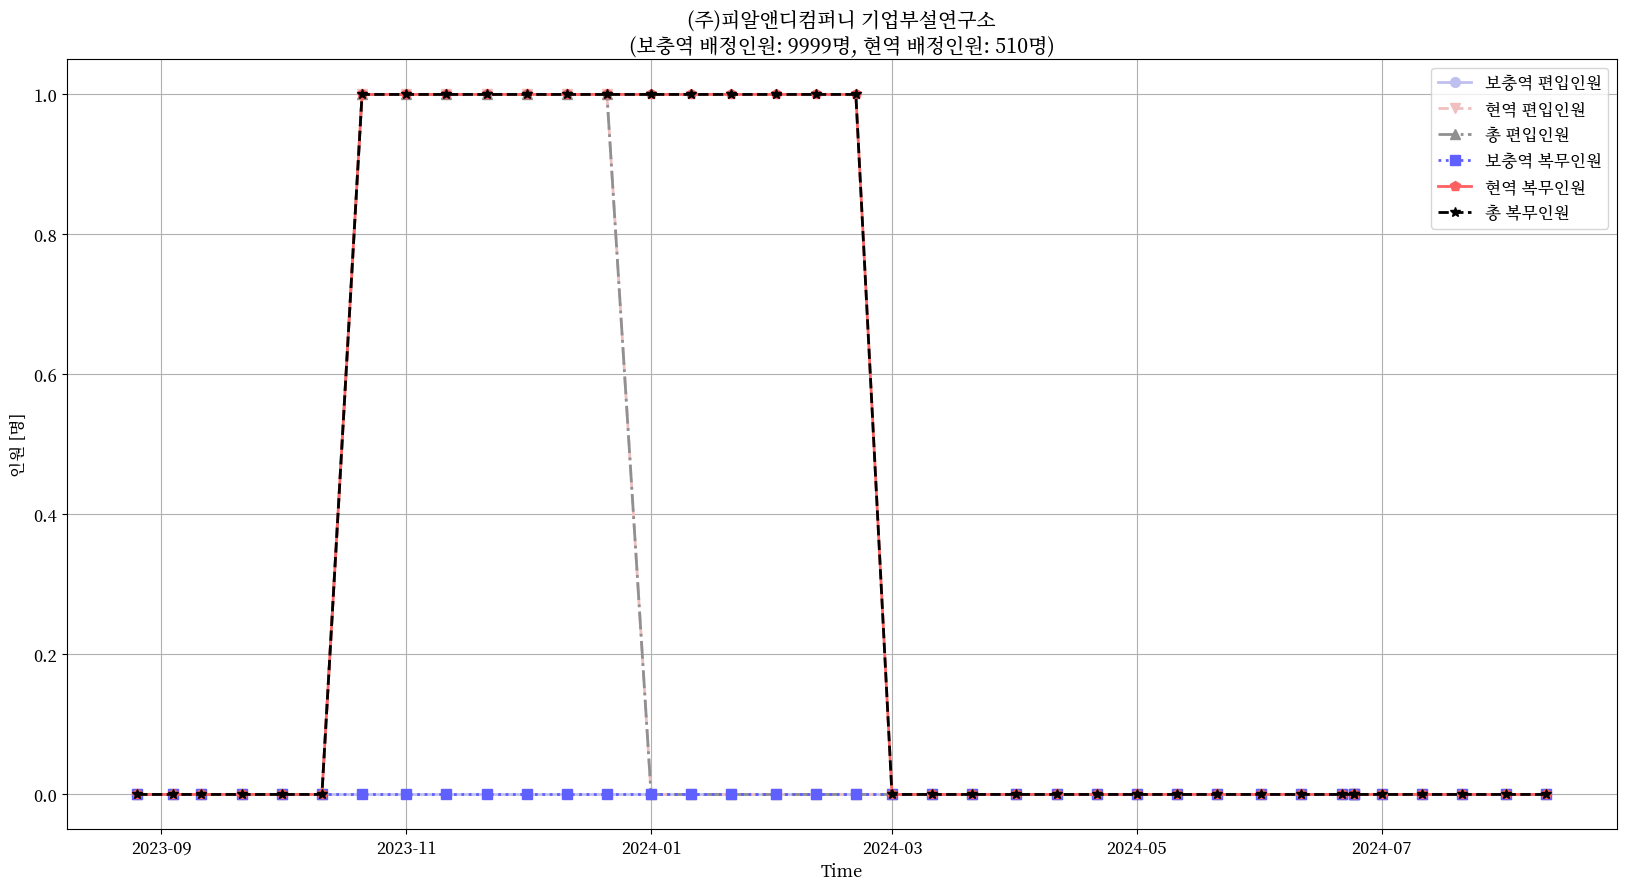 (주)피알앤디컴퍼니 기업부설연구소
(보충역 배정인원: 9999명, 현역 배정인원: 510명)
보충역 편입인원
현역 편입인원
총 편입인원
보충역 복무인원
현역 복무인원
총 복무인원
인원 [명]
1.0
0.8
0.6
0.4
0.2
0.0
2023-09
2023-11
2024-01
2024-03
2024-05
2024-07
Time